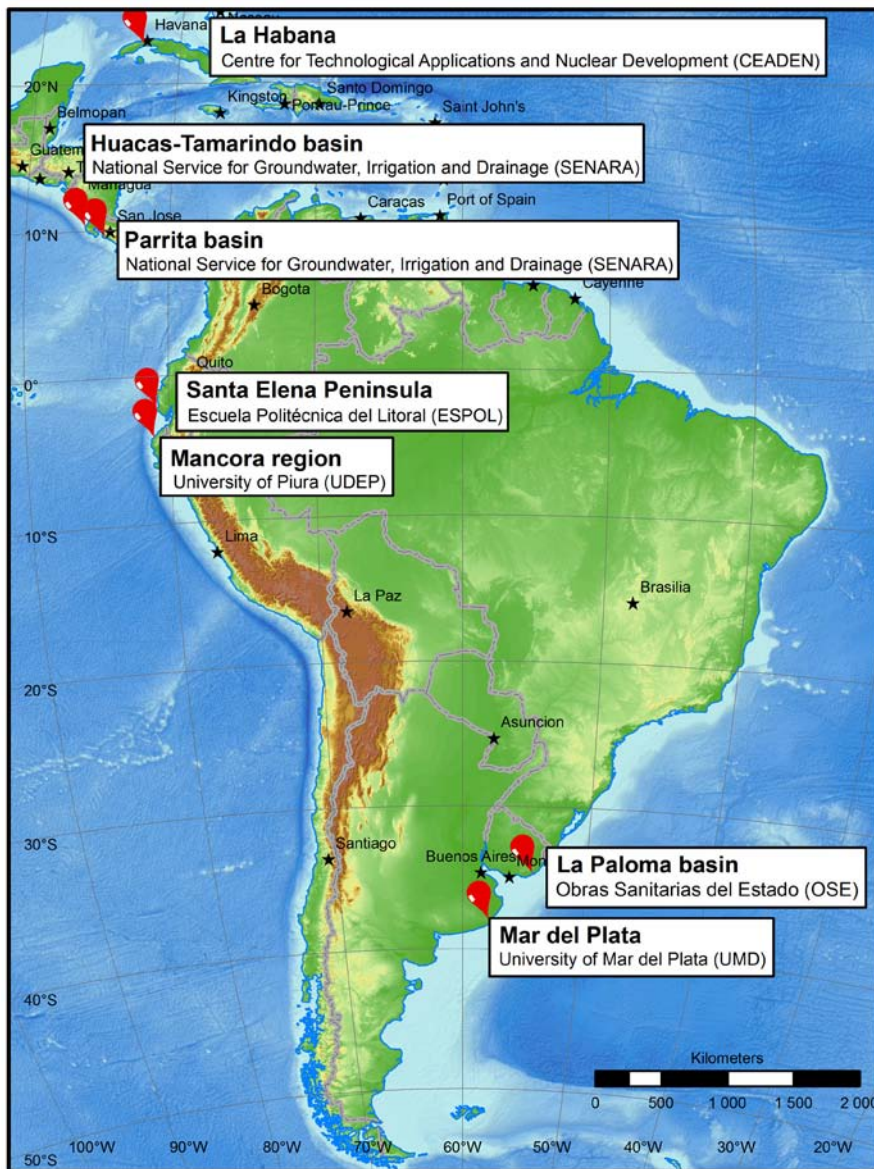 Havana
La Habana
Centre for Technological Applications and Nuclear Development (CEADEN)
20°N
Kingston
Santo Domingo
Saint John's
Belmopan
Huacas-Tamarindo basin
National Service for Groundwater, Irrigation and Drainage (SENARA)
Managua
Caracas
Port of Spain
San Jose
10°N
Parrita basin
National Service for Groundwater, Irrigation and Drainage (SENARA)
Cayenne
Bogota
Quito
0°
Santa Elena Peninsula
Escuela Politécnica del Litoral (ESPOL)
Mancora region
University of Piura (UDEP)
10°S
Lima
La Paz
Brasilia
20°S
Asuncion
30°S
Santiago
Buenos Aires
La Paloma basin
Obras Sanitarias del Estado (OSE)
Mar del Plata
University of Mar del Plata (UMD)
40°S
Kilometers
0 500 1 000 1 500 2 000
50°S
100°W 90°W 80°W 70°W 60°W 50°W 40°W 30°W 20°W